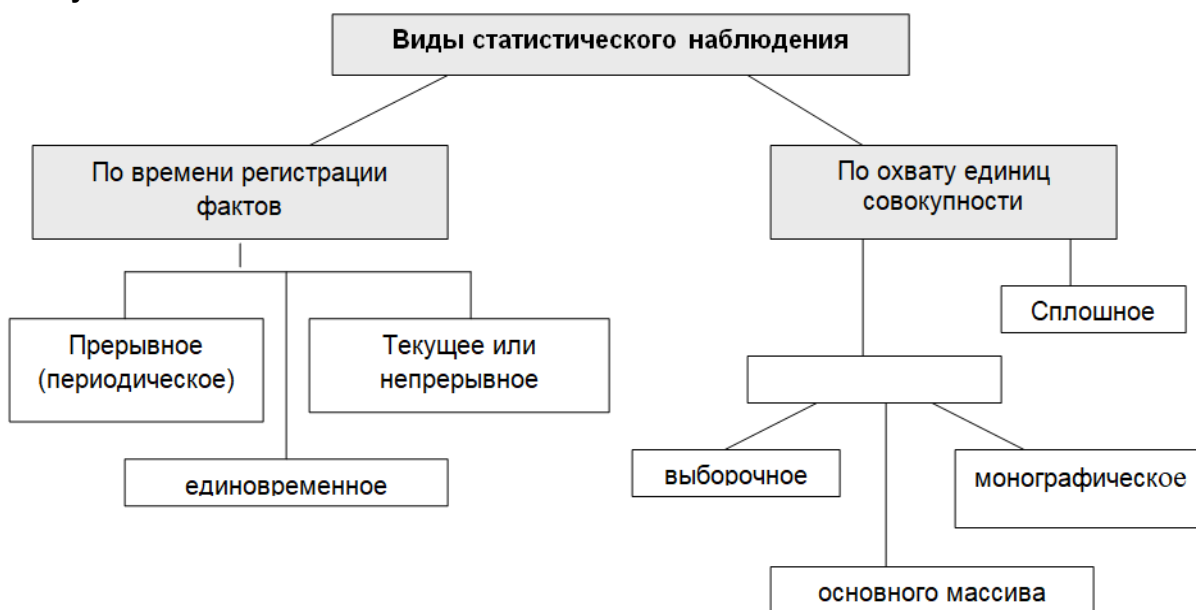 Виды статистического наблюдения
По времени регистрации
фактов
По охвату единиц
совокупности
Прерывное
(периодическое)
Текущее или
непрерывное
единовременное
Сплошное
выборочное
монографическое
основного массива